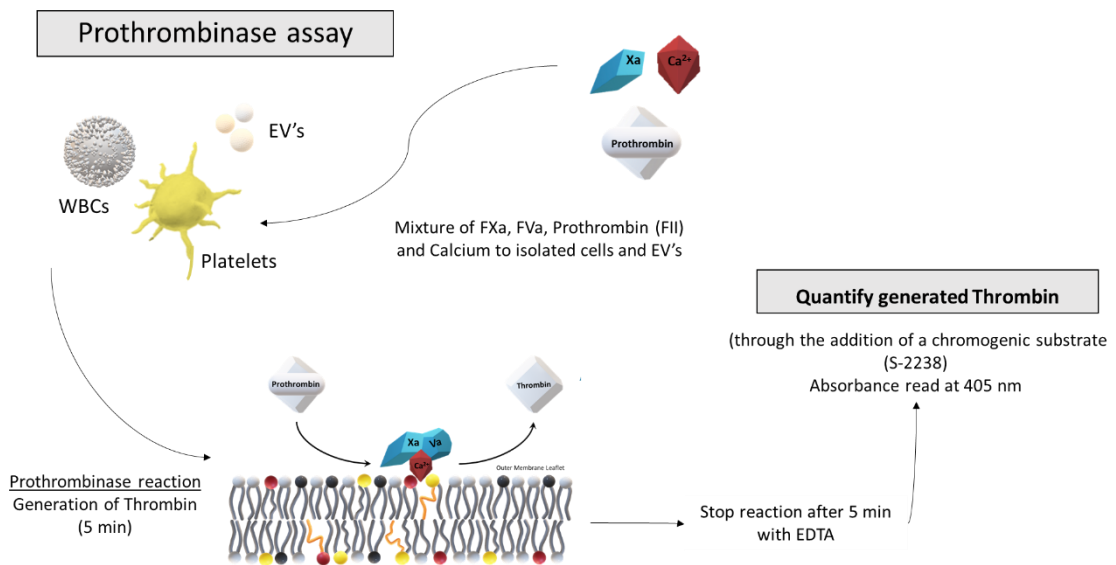 Prothrombinase assay
Xa
Ca2+
Prothrombin
EV's
WBCs
Platelets
Mixture of FXa, FVa, Prothrombin (FII)
and Calcium to isolated cells and EV's
Quantify generated Thrombin
(through the addition of a chromogenic substrate
(S-2238)
Absorbance read at 405 nm
Prothrombin
Thrombin
Xa
Va
Ca2+
Outer Membrane Leaflet
Prothrombinase reaction
Generation of Thrombin
(5 min)
Stop reaction after 5 min
with EDTA